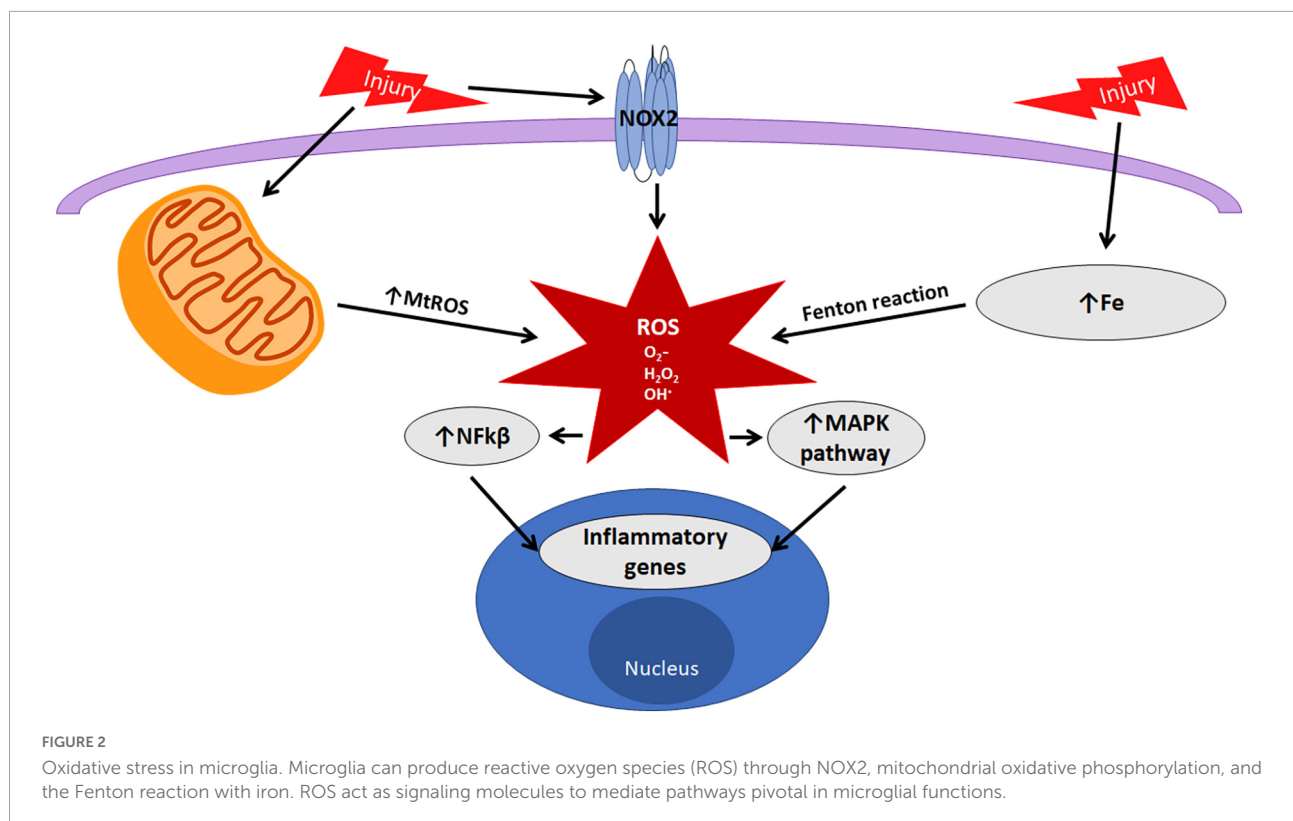 Injury
NOX2
Injury
↑MtROS
Fenton reaction
↑Fe
ROS
O₂−
H₂O₂
OH·
↑NFkβ
↑MAPK
pathway
Inflammatory
genes
Nucleus
FIGURE 2
Oxidative stress in microglia. Microglia can produce reactive oxygen species (ROS) through NOX2, mitochondrial oxidative phosphorylation, and
the Fenton reaction with iron. ROS act as signaling molecules to mediate pathways pivotal in microglial functions.